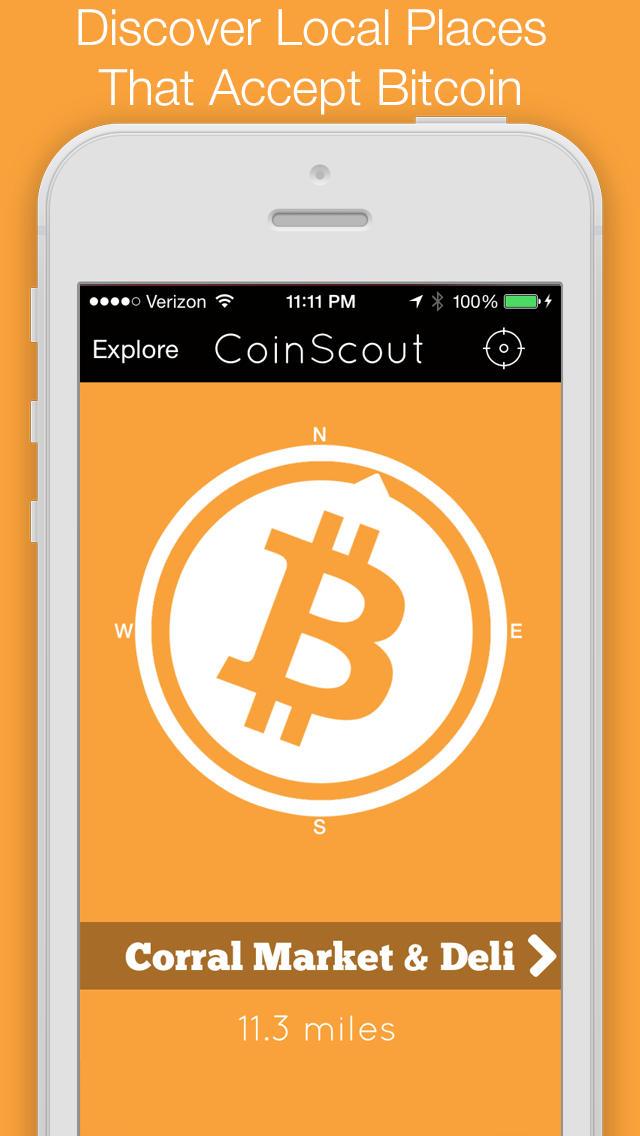 Discover Local Places
That Accept Bitcoin
Verizon 11:11 PM 100%
Explore CoinScout
N
W E
S
Corral Market & Deli
11.3 miles